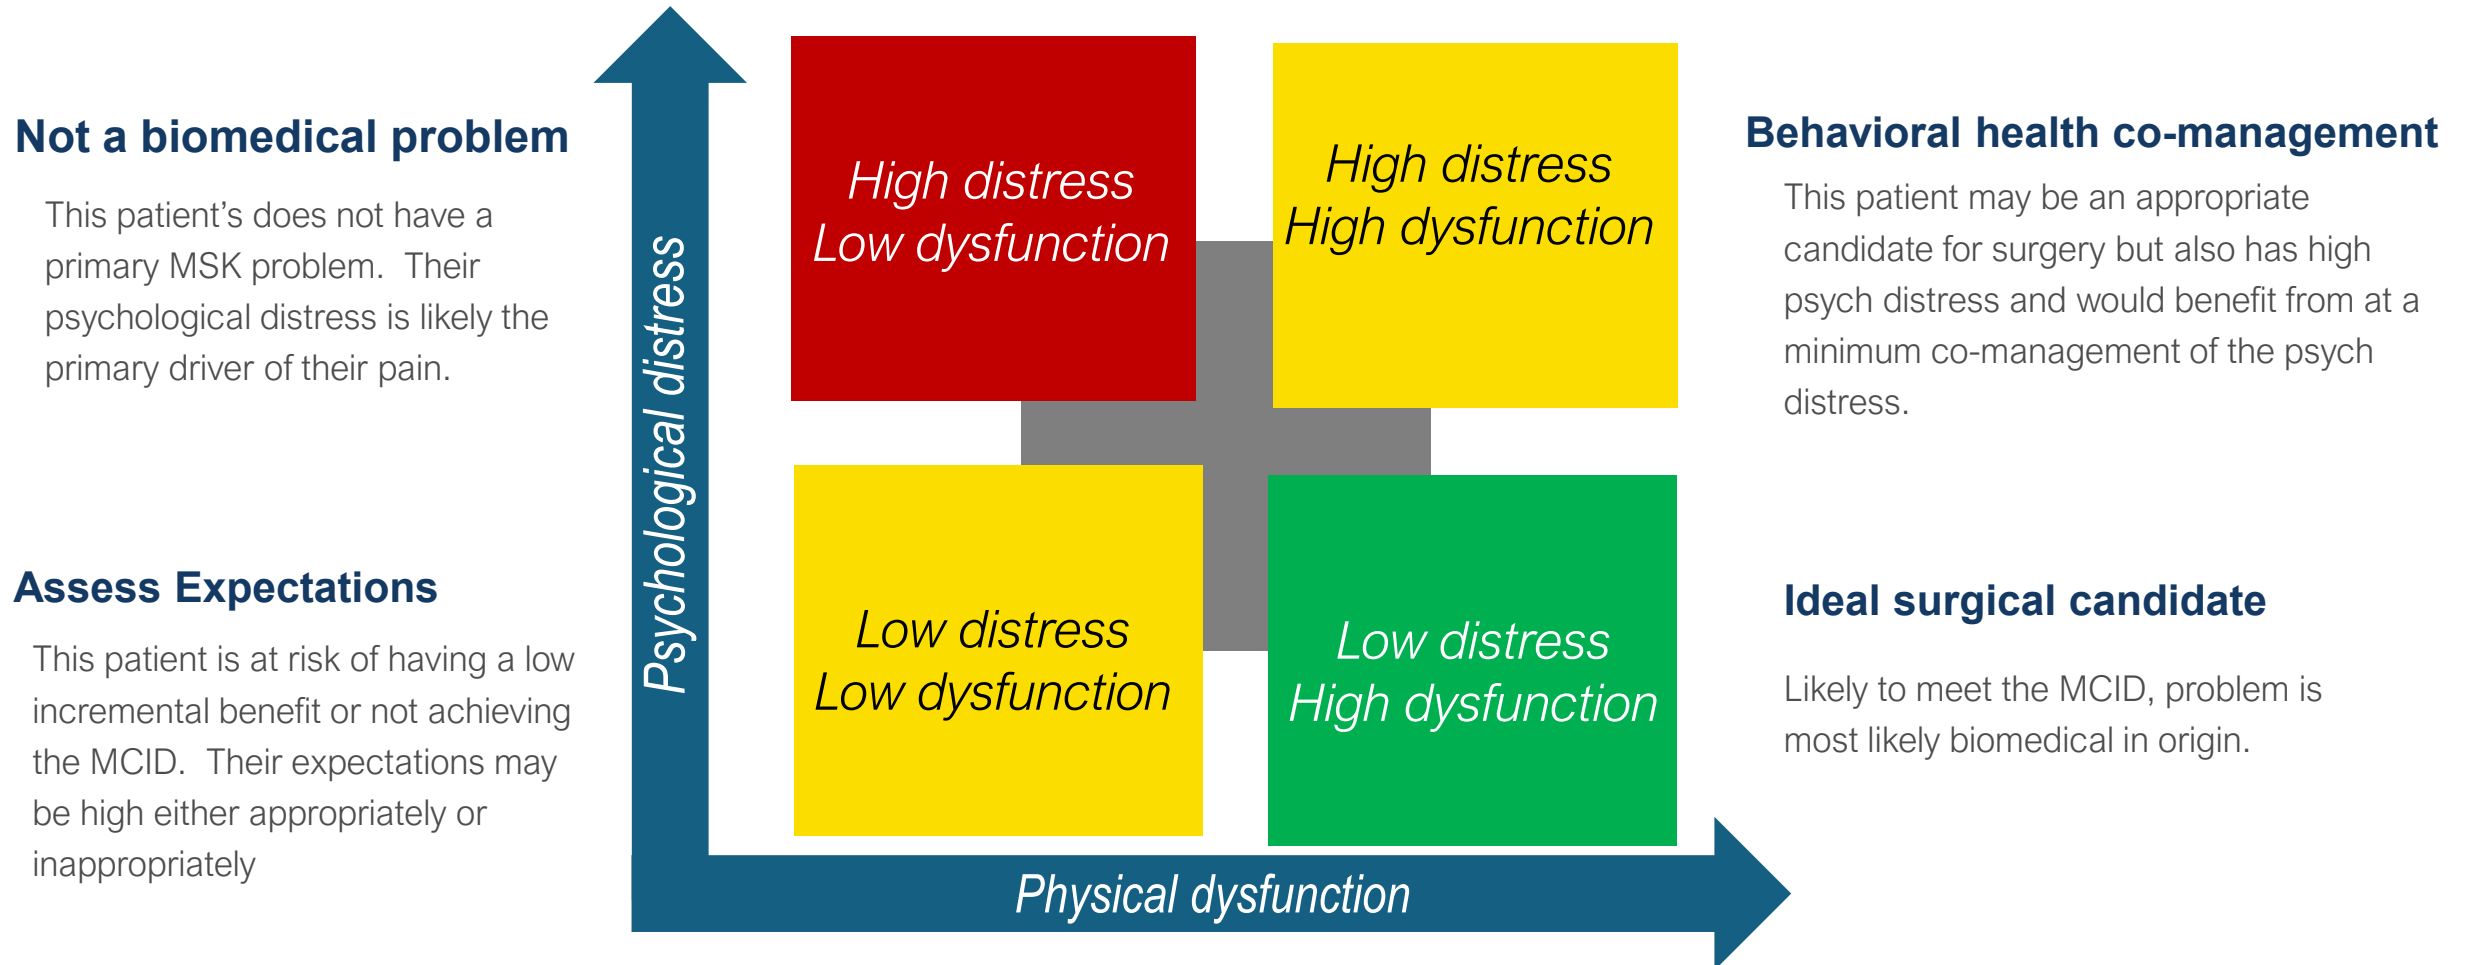 Not a biomedical problem
This patient’s does not have a
primary MSK problem.  Their
psychological distress is likely the
primary driver of their pain.
Assess Expectations
This patient is at risk of having a low
incremental benefit or not achieving
the MCID.  Their expectations may
be high either appropriately or
inappropriately
Psychological distress
High distress
Low dysfunction
High distress
High dysfunction
Low distress
Low dysfunction
Low distress
High dysfunction
Physical dysfunction
Behavioral health co-management
This patient may be an appropriate
candidate for surgery but also has high
psych distress and would benefit from at a
minimum co-management of the psych
distress.
Ideal surgical candidate
Likely to meet the MCID, problem is
most likely biomedical in origin.